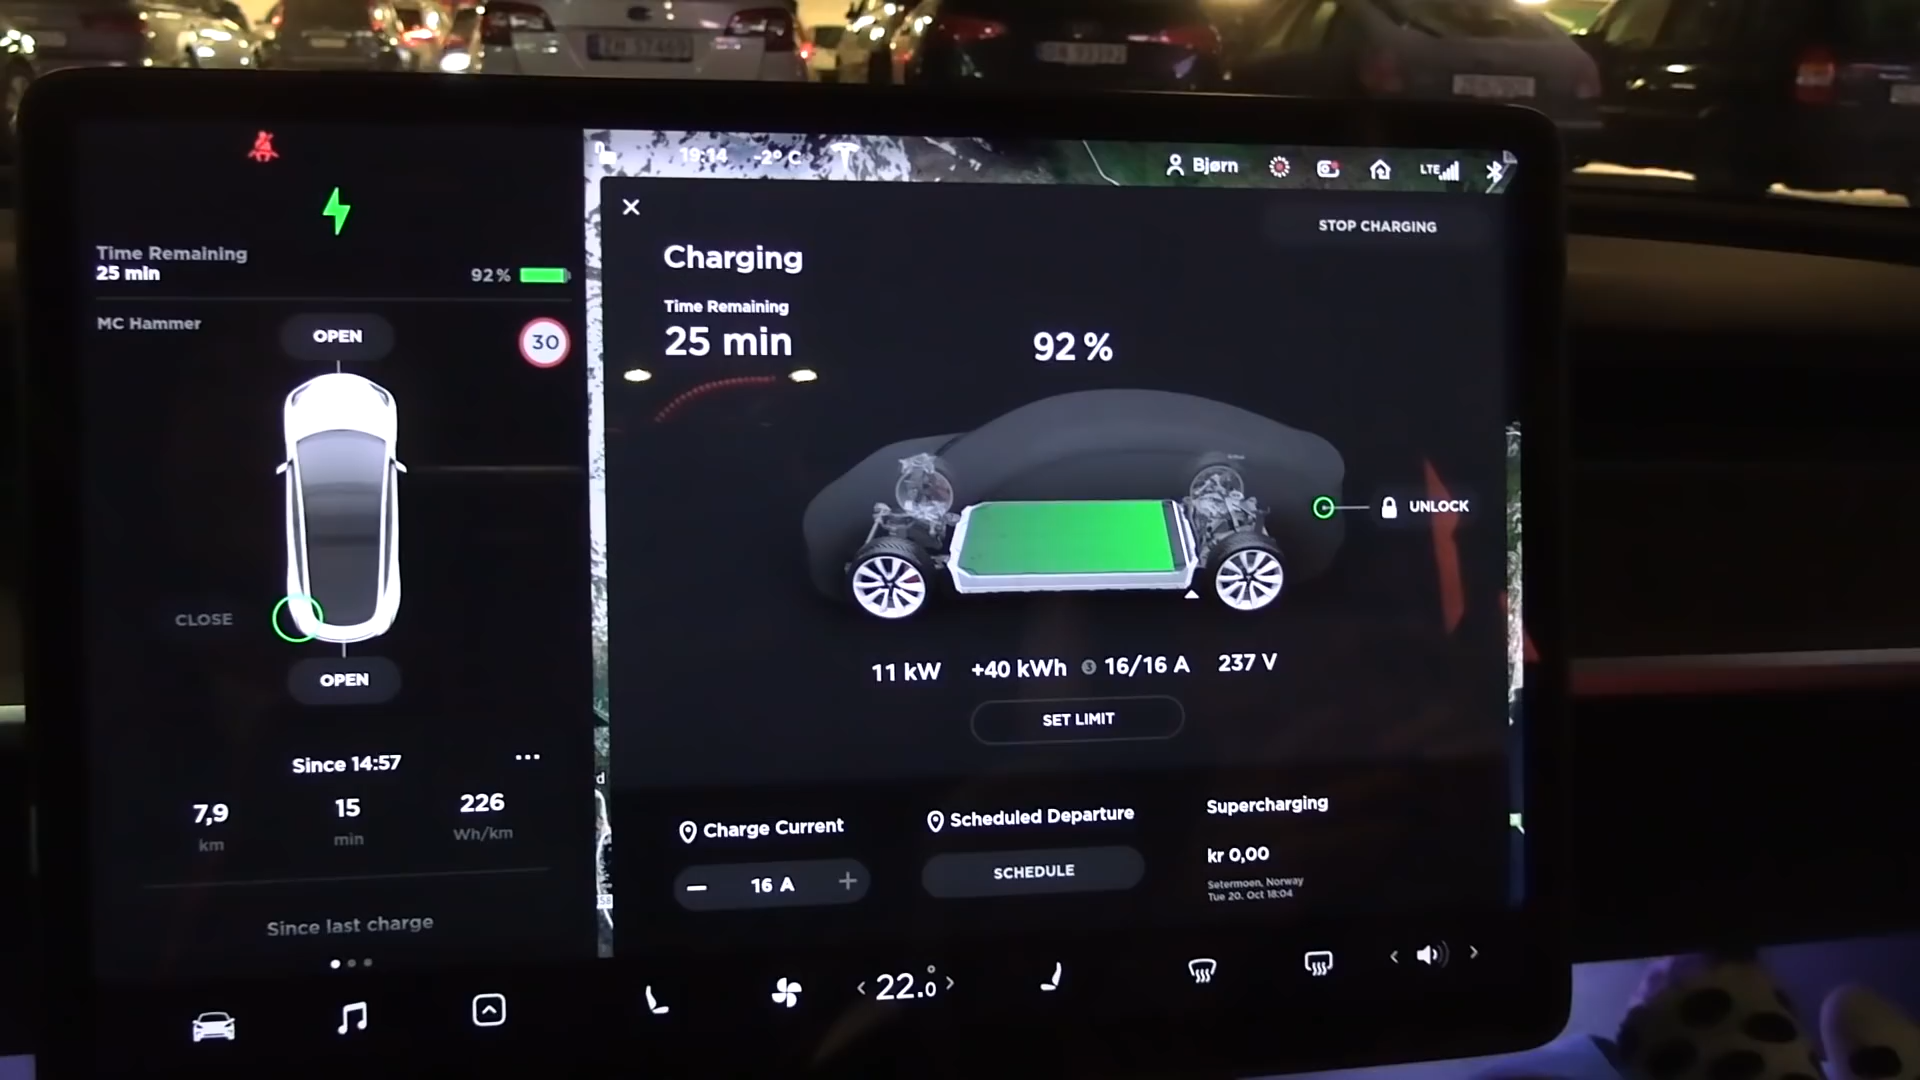 19:14 -2° C
Bjørn
LTE
Time Remaining
25 min
92 %
MC Hammer
OPEN
30
CLOSE
OPEN
Since 14:57
7,9
km
15
min
226
Wh/km
Since last charge
STOP CHARGING
Charging
Time Remaining
25 min
92 %
UNLOCK
11 kW +40 kWh 3 16/16 A 237 V
SET LIMIT
Charge Current
16 A
Scheduled Departure
SCHEDULE
Supercharging
kr 0,00
Setermoen, Norway
Tue 20. Oct 18:04
22.0°